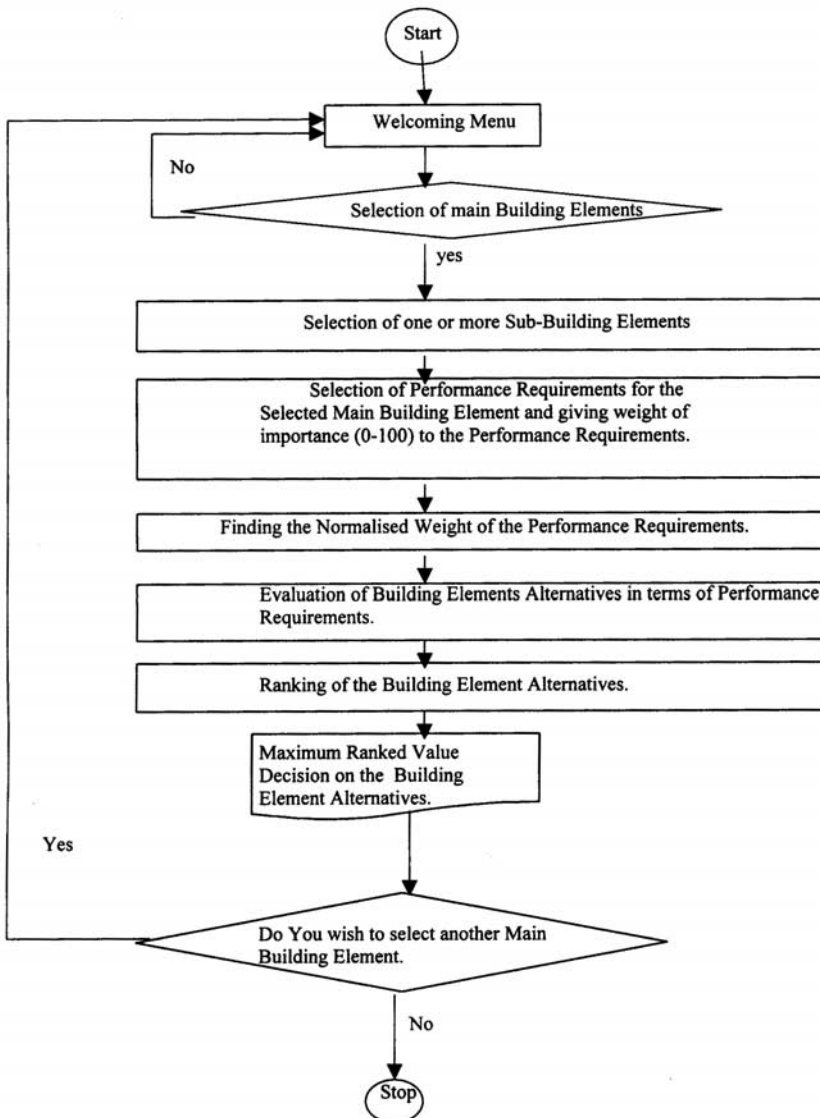 Start
Welcoming Menu
No
Selection of main Building Elements
yes
Selection of one or more Sub-Building Elements
Selection of Performance Requirements for the
Selected Main Building Element and giving weight of
importance (0-100) to the Performance Requirements.
Finding the Normalised Weight of the Performance Requirements.
Evaluation of Building Elements Alternatives in terms of Performance
Requirements.
Ranking of the Building Element Alternatives.
Maximum Ranked Value
Decision on the Building
Element Alternatives.
Yes
Do You wish to select another Main
Building Element.
No
Stop